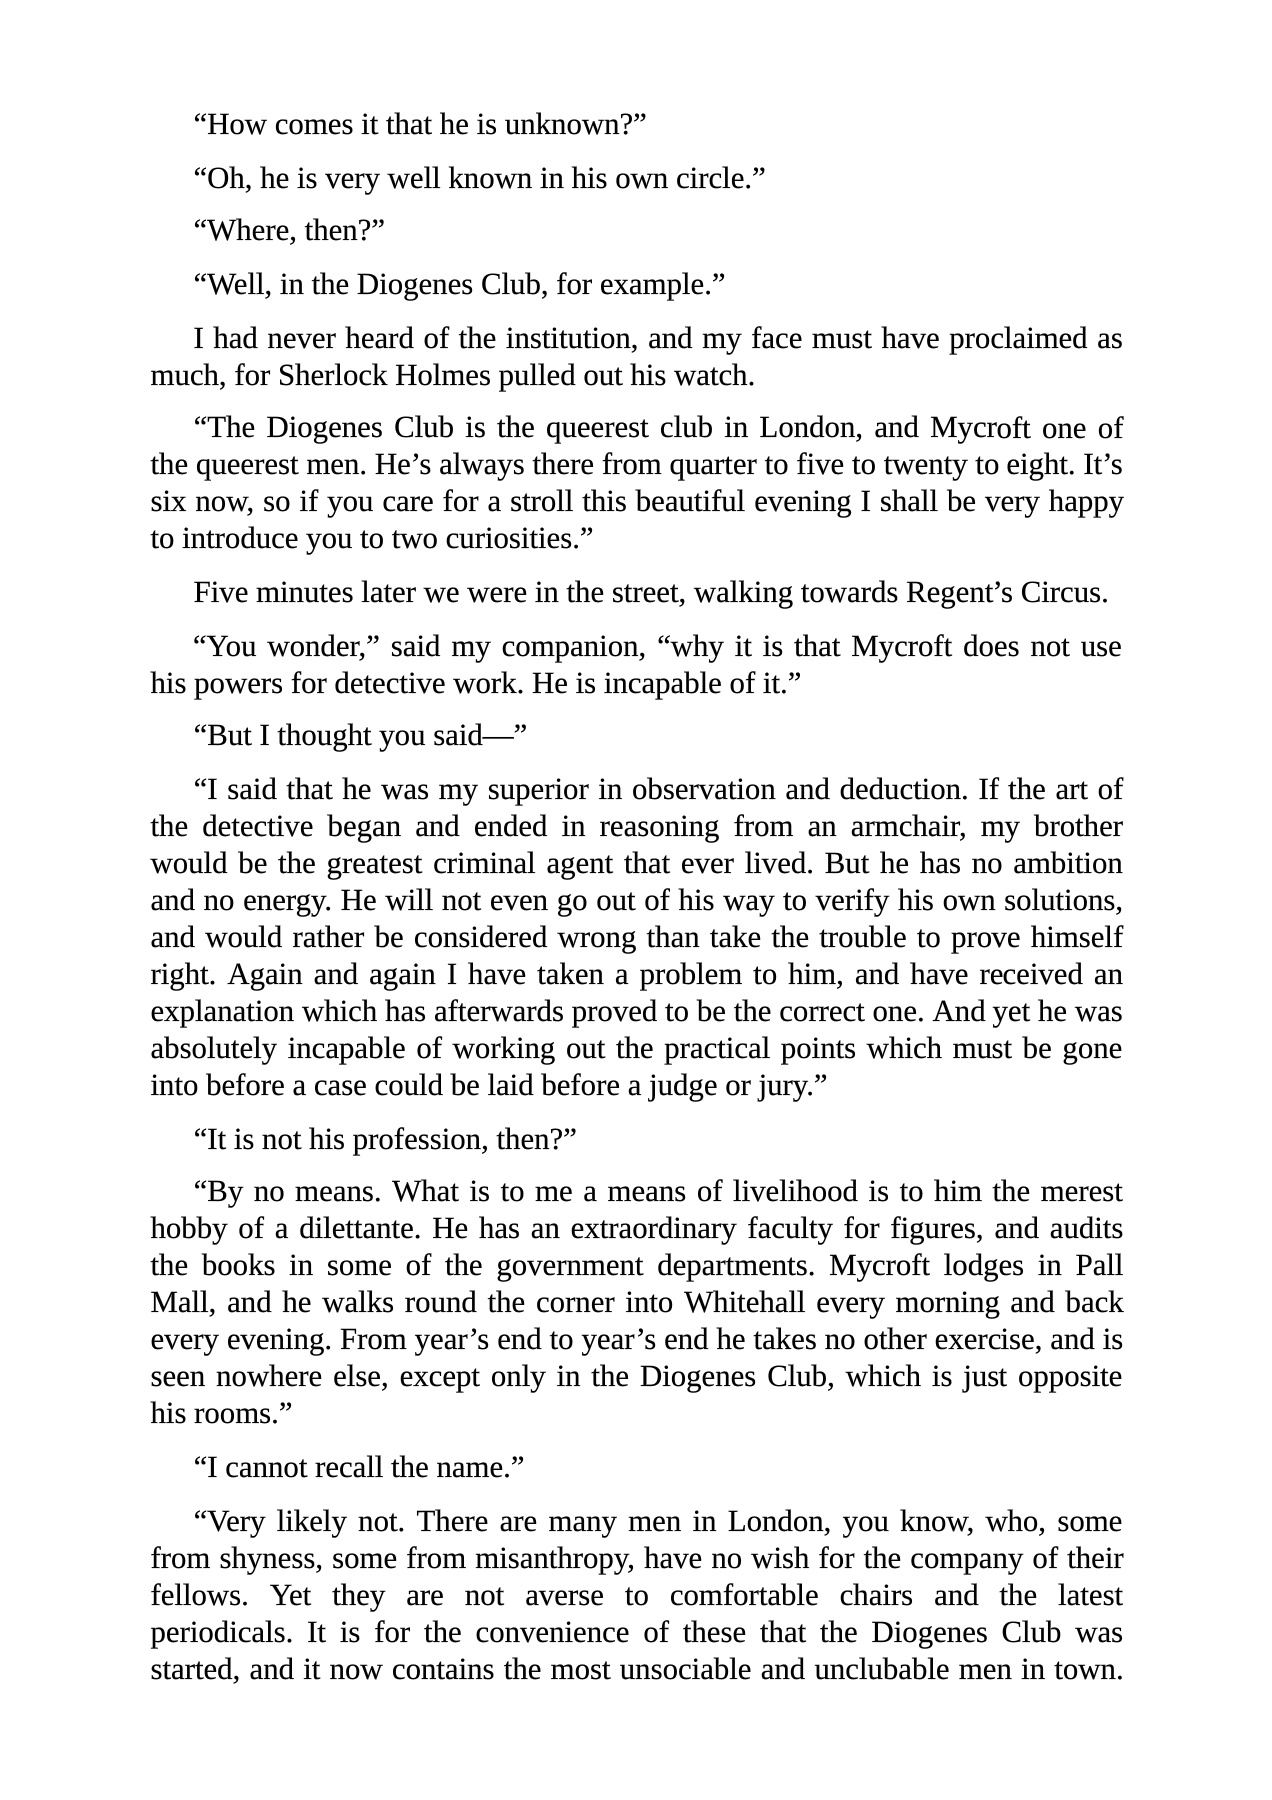 “How comes it that he is unknown?”
“Oh, he is very well known in his own circle.”
“Where, then?”
“Well, in the Diogenes Club, for example.”
I had never heard of the institution, and my face must have proclaimed as
much, for Sherlock Holmes pulled out his watch.
“The Diogenes Club is the queerest club in London, and Mycroft one of
the queerest men. He’s always there from quarter to five to twenty to eight. It’s
six now, so if you care for a stroll this beautiful evening I shall be very happy
to introduce you to two curiosities.”
Five minutes later we were in the street, walking towards Regent’s Circus.
“You wonder,” said my companion, “why it is that Mycroft does not use
his powers for detective work. He is incapable of it.”
“But I thought you said—”
“I said that he was my superior in observation and deduction. If the art of
the detective began and ended in reasoning from an armchair, my brother
would be the greatest criminal agent that ever lived. But he has no ambition
and no energy. He will not even go out of his way to verify his own solutions,
and would rather be considered wrong than take the trouble to prove himself
right. Again and again I have taken a problem to him, and have received an
explanation which has afterwards proved to be the correct one. And yet he was
absolutely incapable of working out the practical points which must be gone
into before a case could be laid before a judge or jury.”
“It is not his profession, then?”
“By no means. What is to me a means of livelihood is to him the merest
hobby of a dilettante. He has an extraordinary faculty for figures, and audits
the books in some of the government departments. Mycroft lodges in Pall
Mall, and he walks round the corner into Whitehall every morning and back
every evening. From year’s end to year’s end he takes no other exercise, and is
seen nowhere else, except only in the Diogenes Club, which is just opposite
his rooms.”
“I cannot recall the name.”
“Very likely not. There are many men in London, you know, who, some
from shyness, some from misanthropy, have no wish for the company of their
fellows. Yet they are not averse to comfortable chairs and the latest
periodicals. It is for the convenience of these that the Diogenes Club was
started, and it now contains the most unsociable and unclubable men in town.